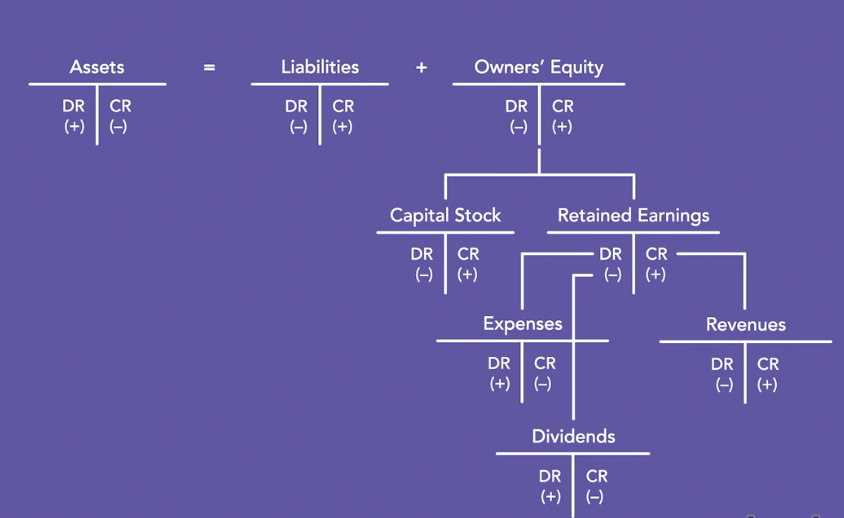 Assets = Liabilities + Owners' Equity
DR CR DR CR DR CR
(+) (–) (–) (+) (–) (+)
Capital Stock Retained Earnings
DR CR DR CR
(–) (+) (–) (+)
Expenses Revenues
DR CR DR CR
(+) (–) (–) (+)
Dividends
DR CR
(+) (–)